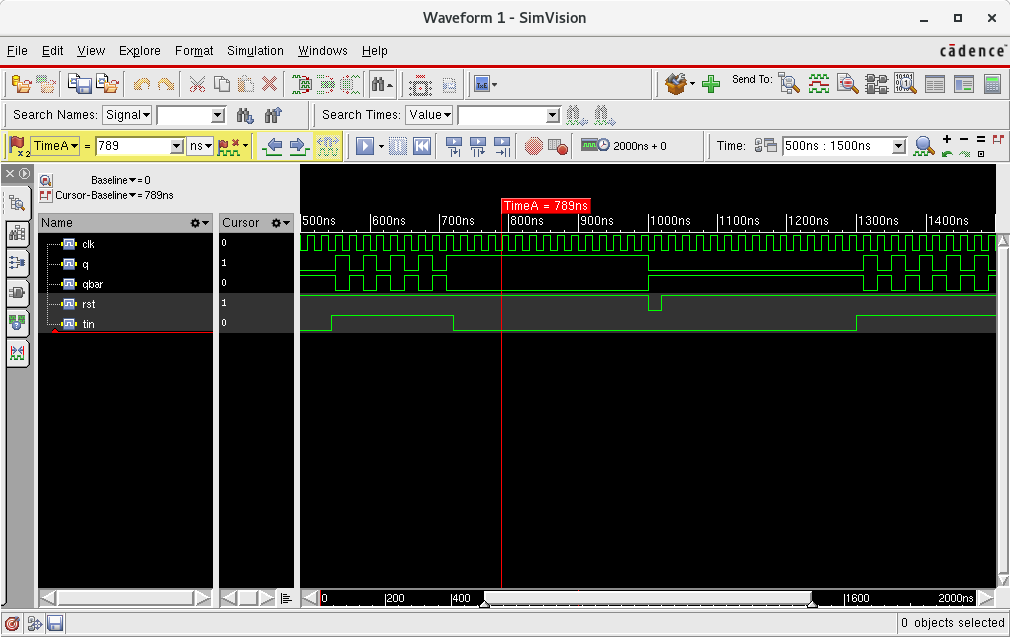 Waveform 1 - SimVision
File Edit View Explore Format Simulation Windows Help cādence
Send To:
Search Names: Signal Search Times: Value
TimeA = 789 ns 2000ns + 0 Time: 500ns : 1500ns
Baseline = 0
Cursor-Baseline = 789ns
TimeA = 789ns
Name Cursor 500ns 600ns 700ns 800ns 900ns 1000ns 1100ns 1200ns 1300ns 1400ns
clk 0
q 1
qbar 0
rst 1
tin 0
0 200 400 1600 2000ns
0 objects selected